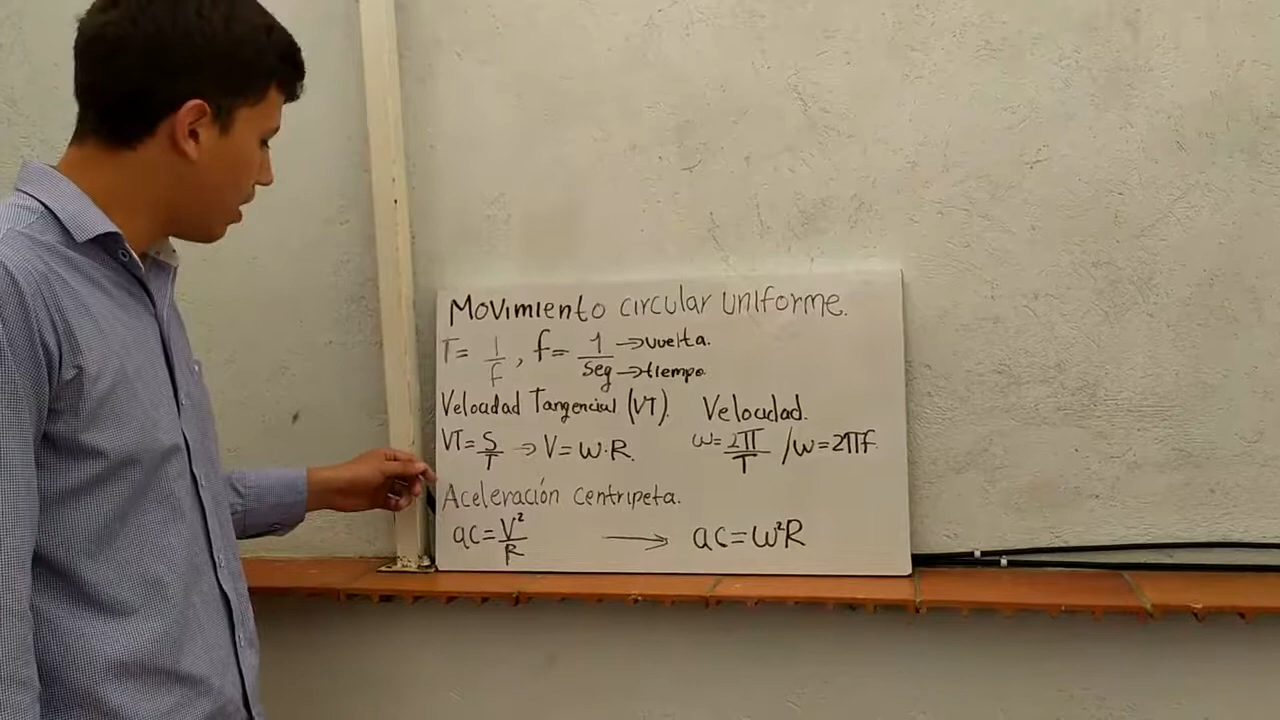 Movimiento circular uniforme.
T= 1/f , f= 1/seg →vuelta. →tiempo.
Velocidad Tangencial (VT). Velocidad.
VT= S/T → V= ω·R. ω= 2π/T /ω=2πf.
Aceleración centripeta.
ac= V²/R → ac=ω²R